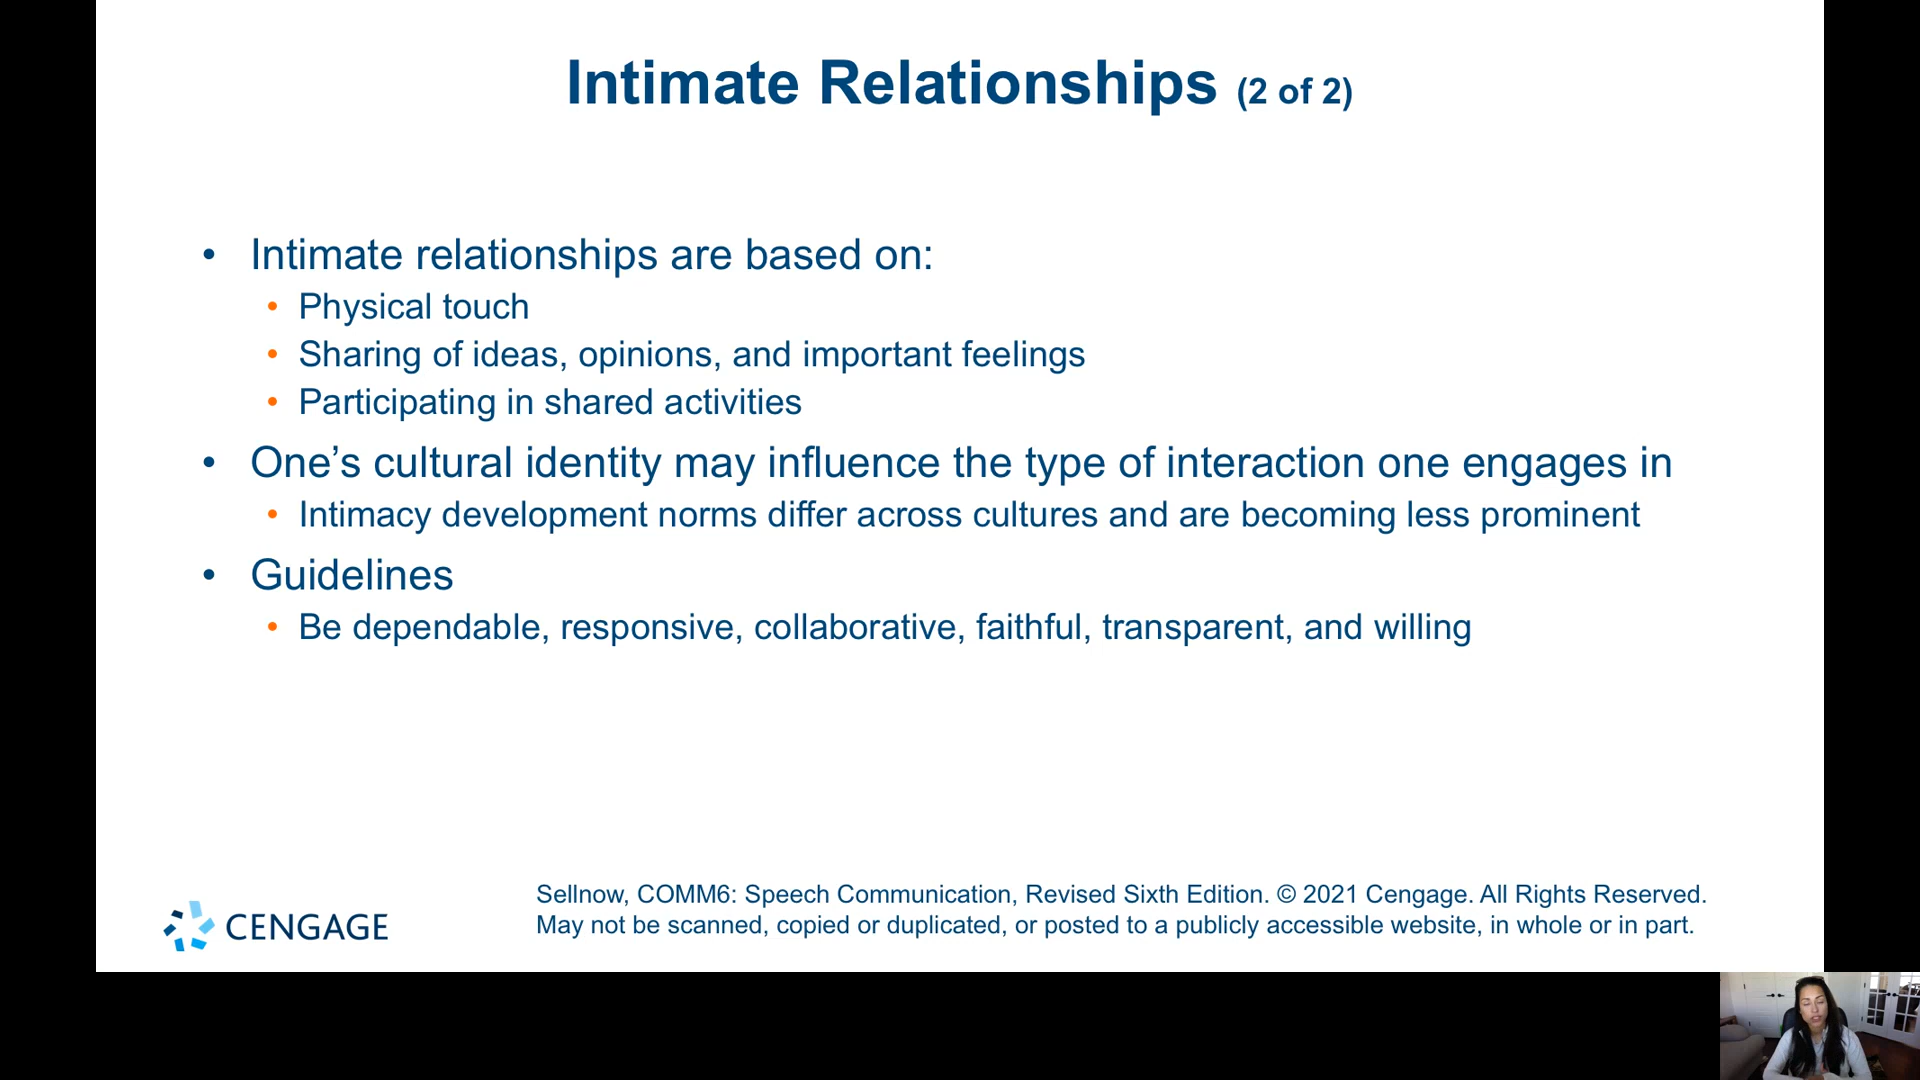 Intimate Relationships (2 of 2)
• Intimate relationships are based on:
• Physical touch
• Sharing of ideas, opinions, and important feelings
• Participating in shared activities
• One’s cultural identity may influence the type of interaction one engages in
• Intimacy development norms differ across cultures and are becoming less prominent
• Guidelines
• Be dependable, responsive, collaborative, faithful, transparent, and willing
CENGAGE
Sellnow, COMM6: Speech Communication, Revised Sixth Edition. © 2021 Cengage. All Rights Reserved.
May not be scanned, copied or duplicated, or posted to a publicly accessible website, in whole or in part.